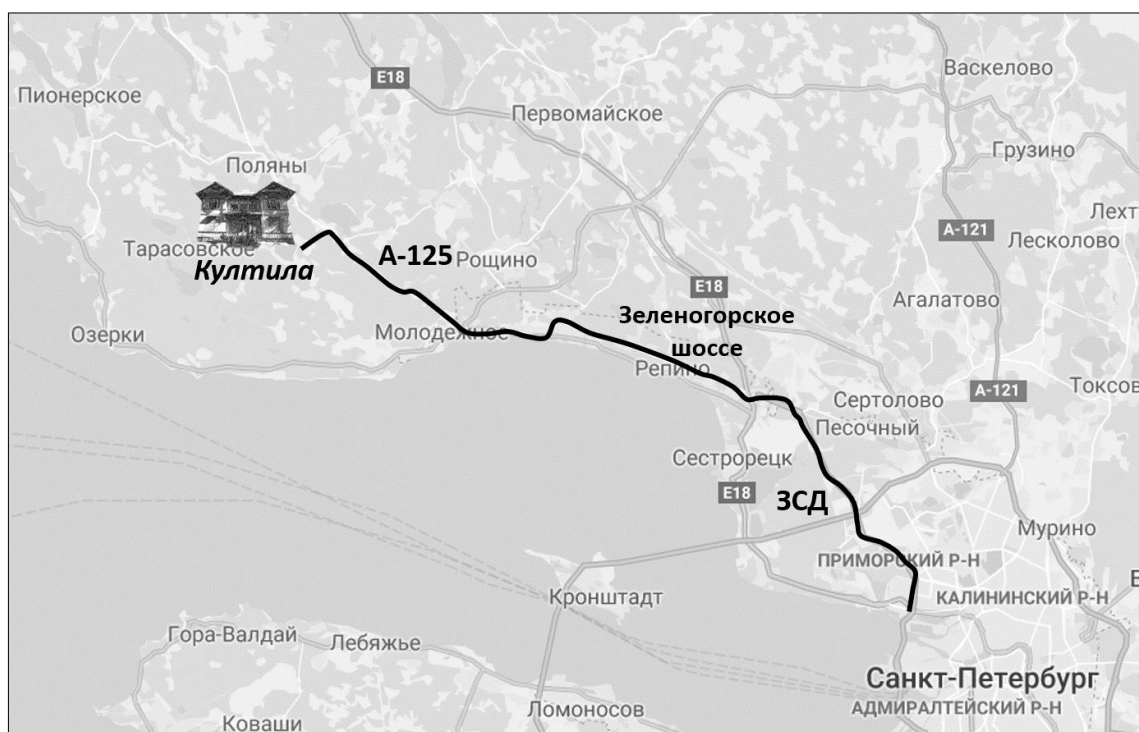 Васкелово
E18
Пионерское
Первомайское
Грузино
Поляны
Лехт
A-121
Лесколово
Тарасовское
А-125
Рощино
Култила
E18
Агалатово
Зеленогорское
шоссе
Озерки
Молодежное
Репино
A-121
Токсов
Сертолово
Песочный
Сестрорецк
E18
ЗСД
Мурино
ПРИМОРСКИЙ Р-Н
В
Кронштадт
КАЛИНИНСКИЙ Р-Н
Гора-Валдай
Лебяжье
Санкт-Петербург
Ломоносов
АДМИРАЛТЕЙСКИЙ Р-Н
Коваши